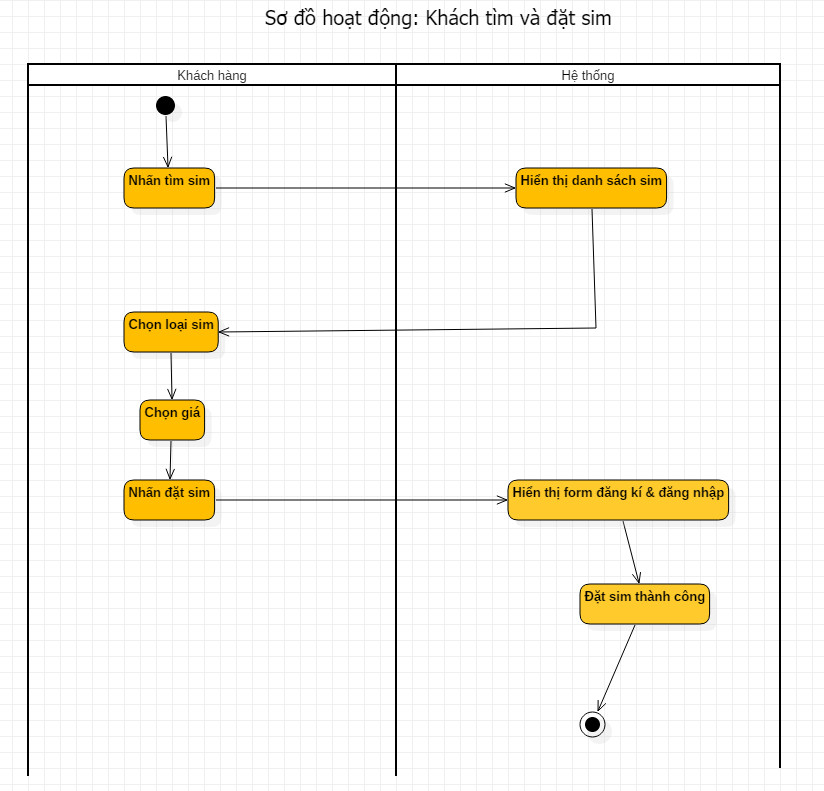 Sơ đồ hoạt động: Khách tìm và đặt sim
Khách hàng
Hệ thống
Nhấn tìm sim
Hiển thị danh sách sim
Chọn loại sim
Chọn giá
Nhấn đặt sim
Hiển thị form đăng kí & đăng nhập
Đặt sim thành công